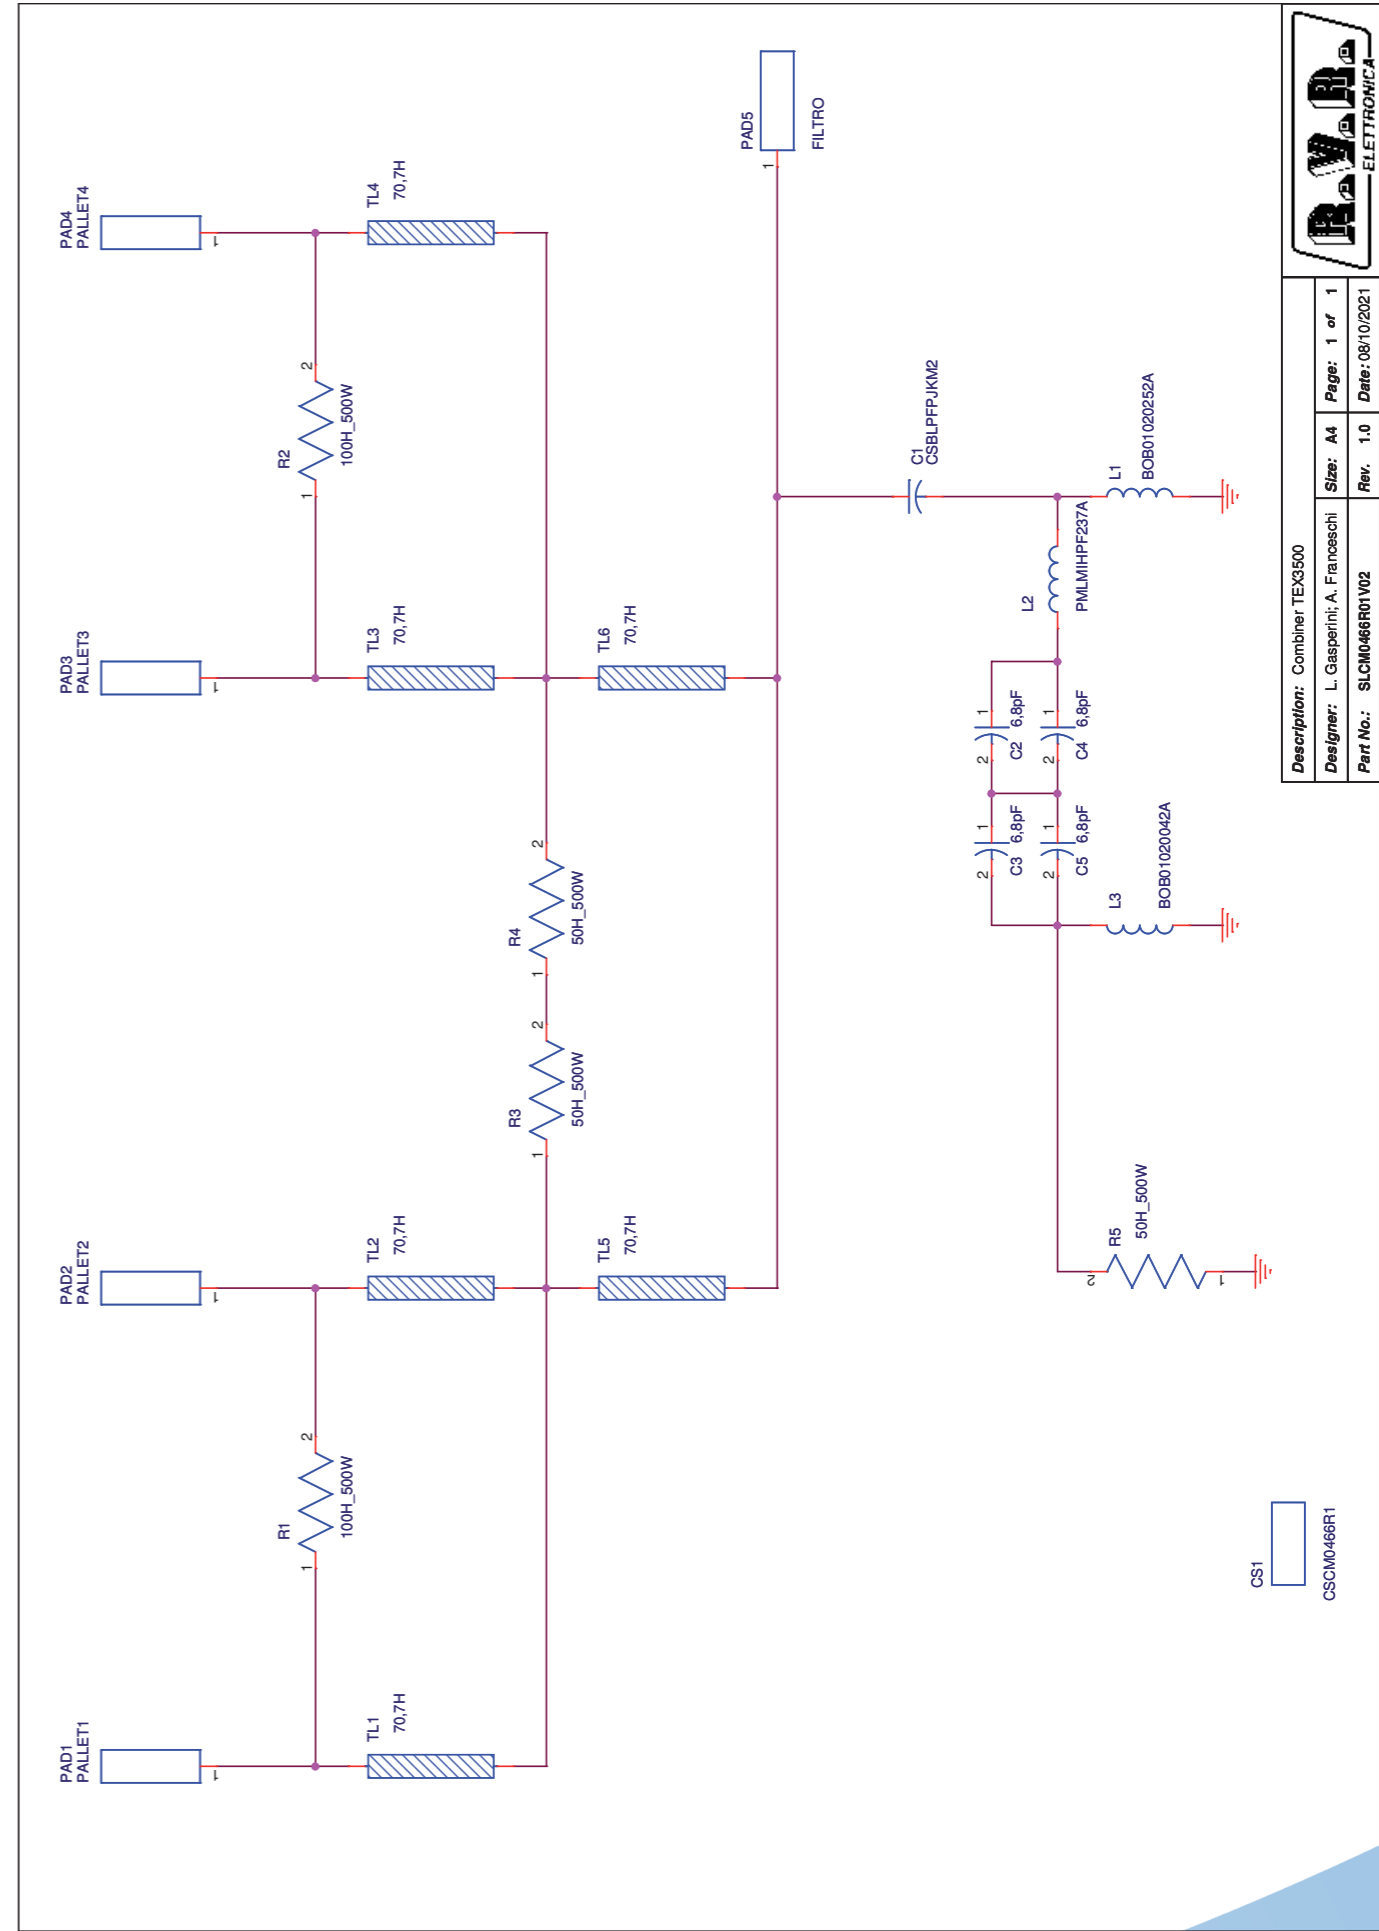 PAD1
PALLET1
1
PAD2
PALLET2
1
PAD3
PALLET3
1
PAD4
PALLET4
1
R1
1
2
100H_500W
R2
1
2
100H_500W
TL1
70,7H
TL2
70,7H
TL3
70,7H
TL4
70,7H
R3
1
2
50H_500W
R4
1
2
50H_500W
TL5
70,7H
TL6
70,7H
PAD5
1
FILTRO
C1
CSBLPFPJKM2
L1
BOB01020252A
L2
PMLMIHPF237A
C2
1
2
6,8pF
C4
1
2
6,8pF
C3
1
2
6,8pF
C5
1
2
6,8pF
L3
BOB01020042A
R5
50H_500W
2
1
CS1
CSCM0466R1
Description: Combiner TEX3500
Designer: L. Gasperini; A. Franceschi
Size: A4
Page: 1 of 1
Part No.: SLCM0466R01V02
Rev. 1.0
Date: 08/10/2021
R.V.R.
ELETTRONICA